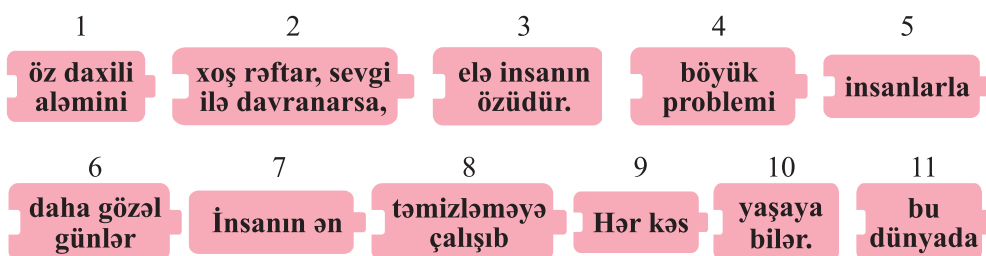 1 2 3 4 5
öz daxili xoş rəftar, sevgi elə insanın böyük insanlarla
aləmini ilə davranarsa, özüdür. problemi
6 7 8 9 10 11
daha gözəl İnsanın ən təmizləməyə Hər kəs yaşaya bu
günlər çalışıb bilər. dünyada